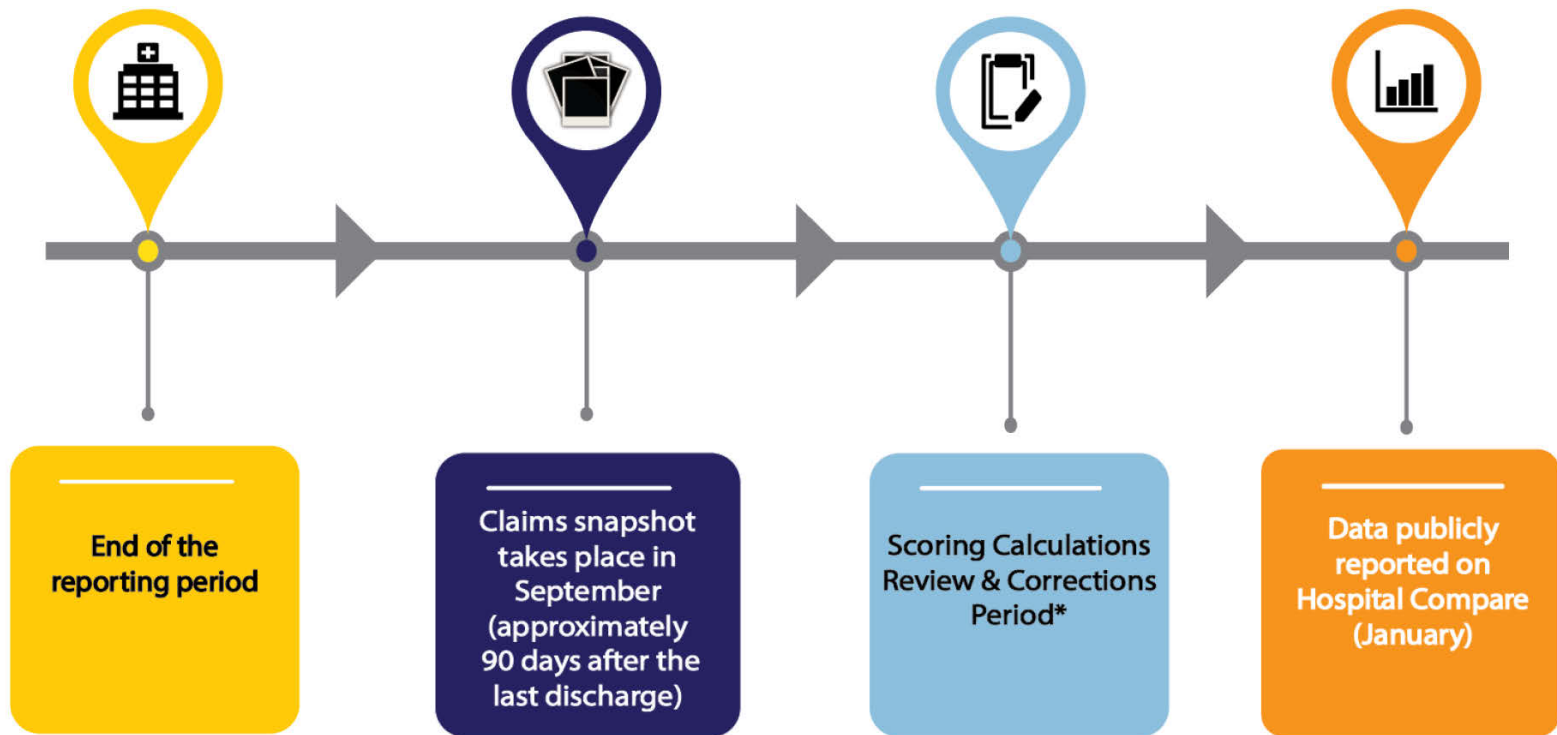 End of the
reporting period
Claims snapshot
takes place in
September
(approximately
90 days after the
last discharge)
Scoring Calculations
Review & Corrections
Period*
Data publicly
reported on
Hospital Compare
(January)